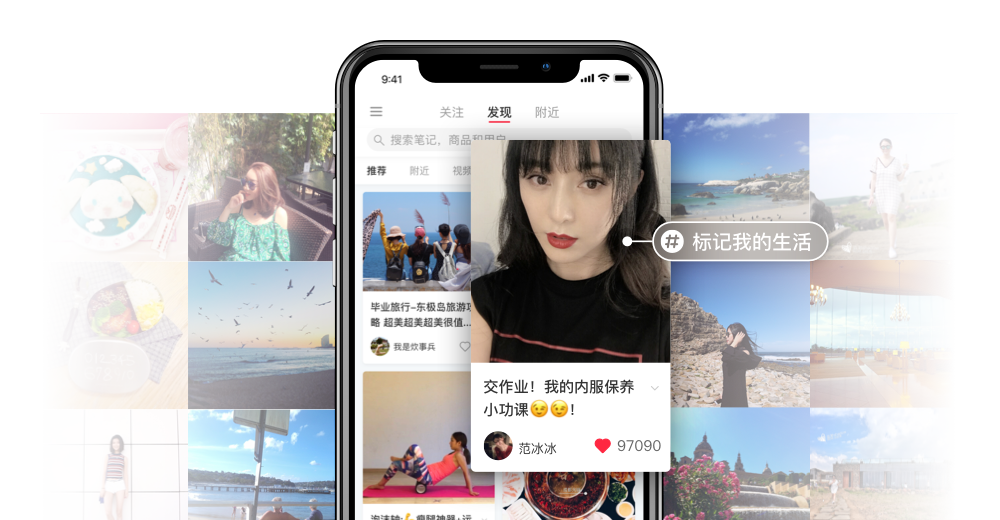 9:41
关注 发现 附近
搜索笔记，商品和用户
推荐 附近 视频
标记我的生活
毕业旅行-东极岛旅游攻
略 超美超美超美很值...
我是炊事兵
交作业！我的内服保养
小功课😉😉！
范冰冰 97090